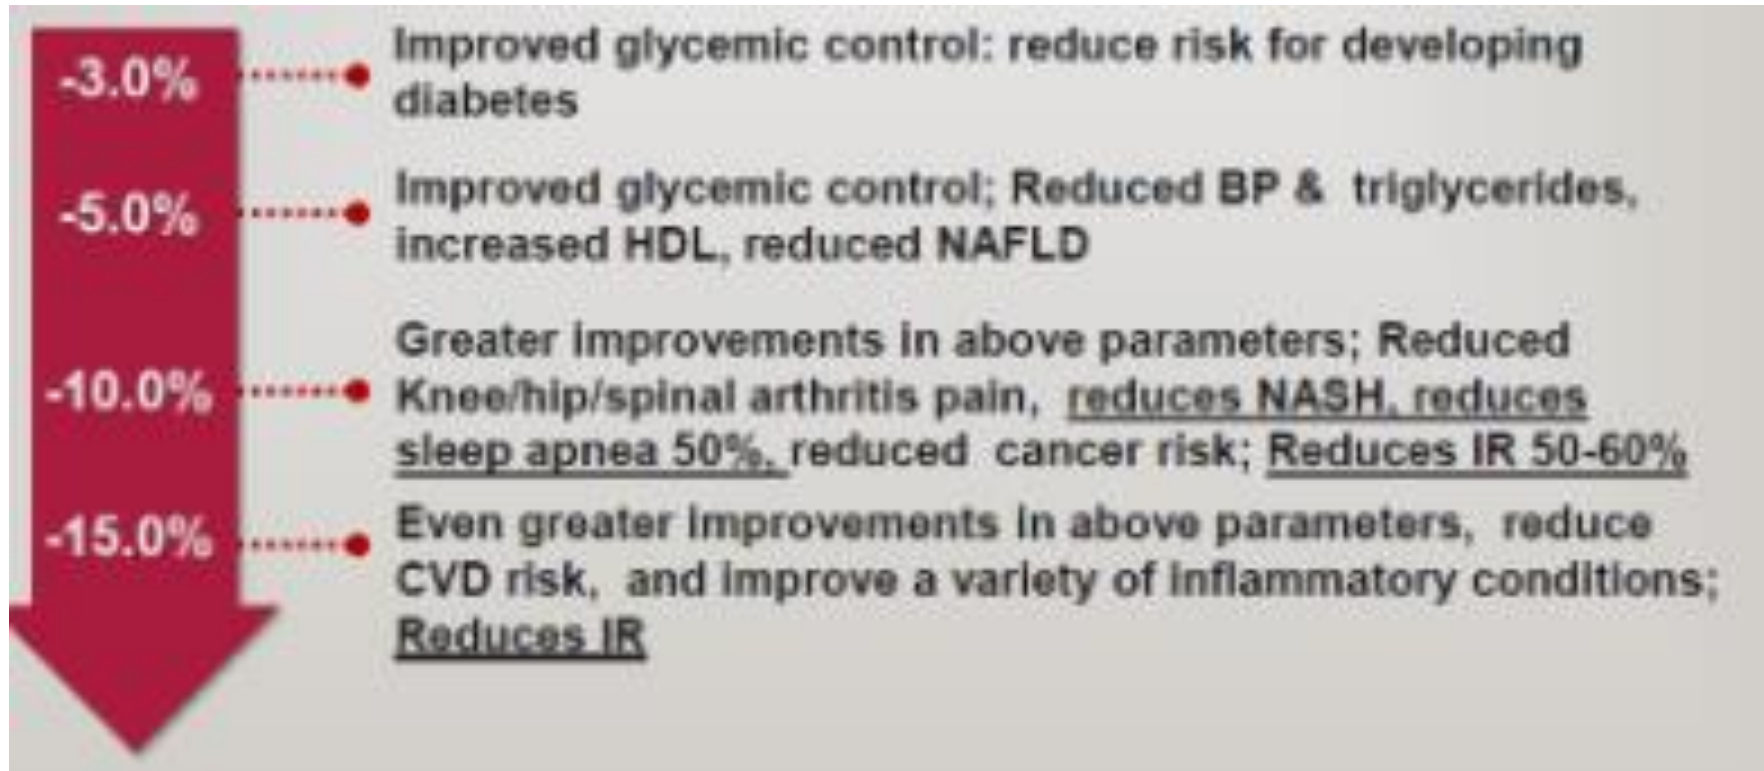 -3.0%
Improved glycemic control: reduce risk for developing
diabetes
-5.0%
Improved glycemic control; Reduced BP & triglycerides,
increased HDL, reduced NAFLD
-10.0%
Greater improvements in above parameters; Reduced
Knee/hip/spinal arthritis pain, reduces NASH, reduces
sleep apnea 50%, reduced cancer risk; Reduces IR 50-60%
-15.0%
Even greater improvements in above parameters, reduce
CVD risk, and improve a variety of inflammatory conditions;
Reduces IR